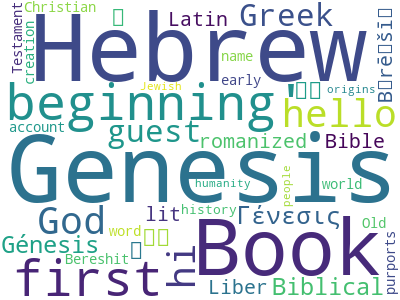 Christian
Testament
Hebrew
Latin
Greek
creation
name
early
Jewish
origins
beginning
'
hello
account
guest
romanized
Bible
Genesis
humanity
people
God
lit
history
world
Γένεσις
Old
Book
Génesis
word
Bereshit
hi
first
Liber
Biblical
purports